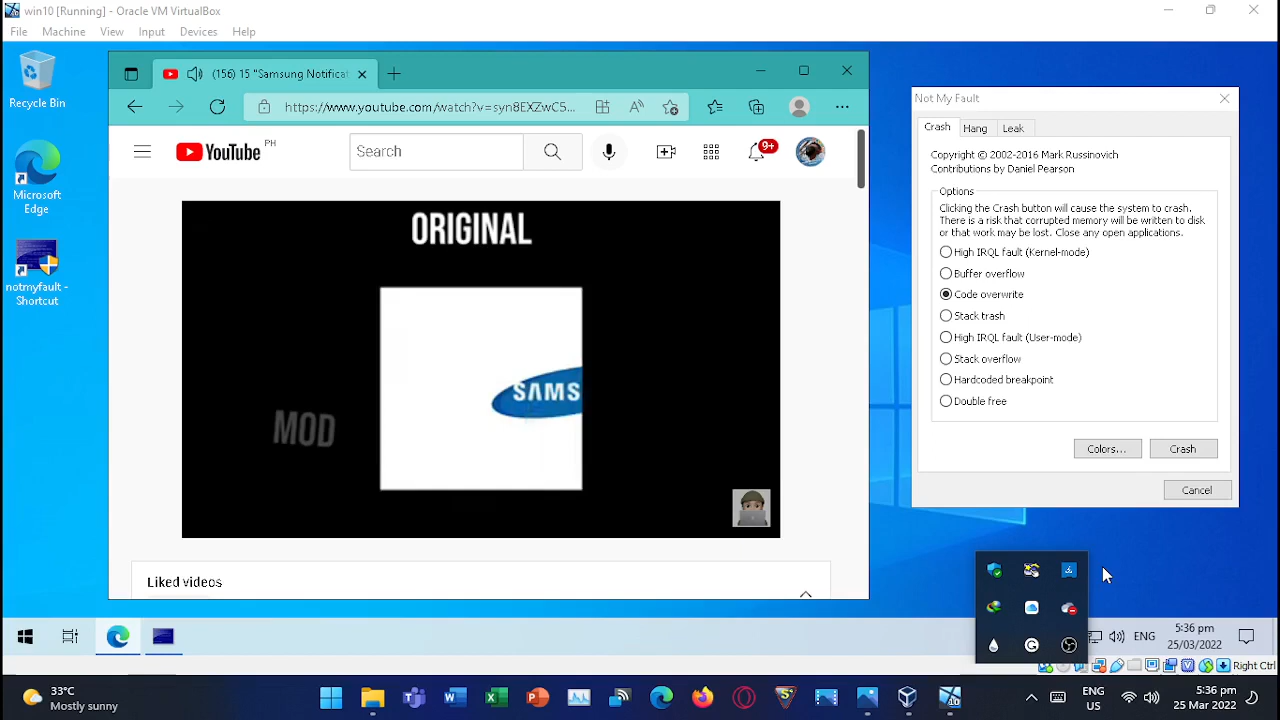 win10 [Running] - Oracle VM VirtualBox
File Machine View Input Devices Help
Recycle Bin
Microsoft
Edge
notmyfault -
Shortcut
(156) 15 "Samsung Notificat
https://www.youtube.com/watch?v=syn8EXZwC5...
YouTube PH
Search
9+
ORIGINAL
SAMS
MOD
Liked videos
Not My Fault
Crash Hang Leak
Copyright © 2002-2016 Mark Russinovich
Contributions by Daniel Pearson
Options
Clicking the Crash button will cause the system to crash.
There is a risk that corrupted memory will be written to disk
or that work may be lost. Close any open applications.
High IRQL fault (Kernel-mode)
Buffer overflow
Code overwrite
Stack trash
High IRQL fault (User-mode)
Stack overflow
Hardcoded breakpoint
Double free
Colors... Crash
Cancel
ENG
5:36 pm
25/03/2022
Right Ctrl
33°C
Mostly sunny
ENG
US
5:36 pm
25 Mar 2022